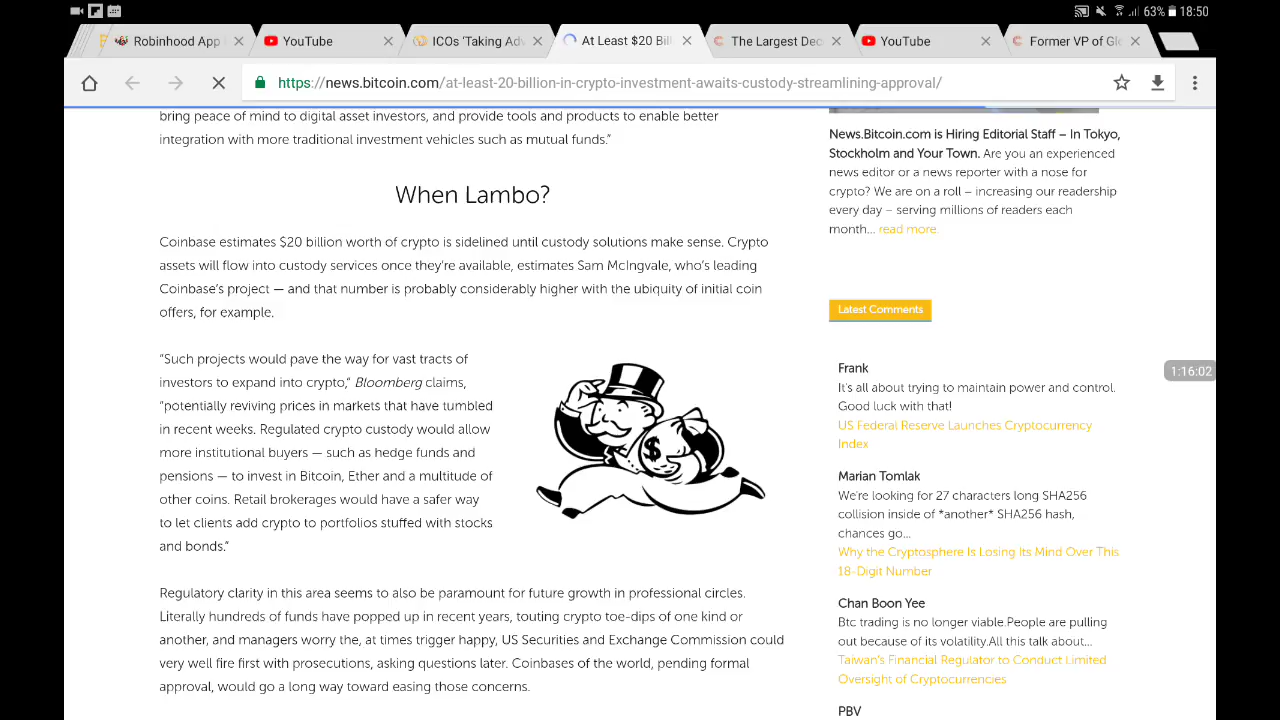 63% 18:50
Robinhood App
YouTube
ICOs 'Taking Adv
At Least $20 Bil
The Largest Dec
YouTube
Former VP of Gl
https://news.bitcoin.com/at-least-20-billion-in-crypto-investment-awaits-custody-streamlining-approval/
bring peace of mind to digital asset investors, and provide tools and products to enable better
integration with more traditional investment vehicles such as mutual funds.”
When Lambo?
Coinbase estimates $20 billion worth of crypto is sidelined until custody solutions make sense. Crypto
assets will flow into custody services once they’re available, estimates Sam McIngvale, who’s leading
Coinbase’s project — and that number is probably considerably higher with the ubiquity of initial coin
offers, for example.
“Such projects would pave the way for vast tracts of
investors to expand into crypto,” Bloomberg claims,
“potentially reviving prices in markets that have tumbled
in recent weeks. Regulated crypto custody would allow
more institutional buyers — such as hedge funds and
pensions — to invest in Bitcoin, Ether and a multitude of
other coins. Retail brokerages would have a safer way
to let clients add crypto to portfolios stuffed with stocks
and bonds.”
$
Regulatory clarity in this area seems to also be paramount for future growth in professional circles.
Literally hundreds of funds have popped up in recent years, touting crypto toe-dips of one kind or
another, and managers worry the, at times trigger happy, US Securities and Exchange Commission could
very well fire first with prosecutions, asking questions later. Coinbases of the world, pending formal
approval, would go a long way toward easing those concerns.
News.Bitcoin.com is Hiring Editorial Staff – In Tokyo,
Stockholm and Your Town. Are you an experienced
news editor or a news reporter with a nose for
crypto? We are on a roll – increasing our readership
every day – serving millions of readers each
month... read more.
Latest Comments
Frank
It's all about trying to maintain power and control.
Good luck with that!
US Federal Reserve Launches Cryptocurrency
Index
1:16:02
Marian Tomlak
We're looking for 27 characters long SHA256
collision inside of *another* SHA256 hash,
chances go...
Why the Cryptosphere Is Losing Its Mind Over This
18-Digit Number
Chan Boon Yee
Btc trading is no longer viable.People are pulling
out because of its volatility.All this talk about...
Taiwan’s Financial Regulator to Conduct Limited
Oversight of Cryptocurrencies
PBV